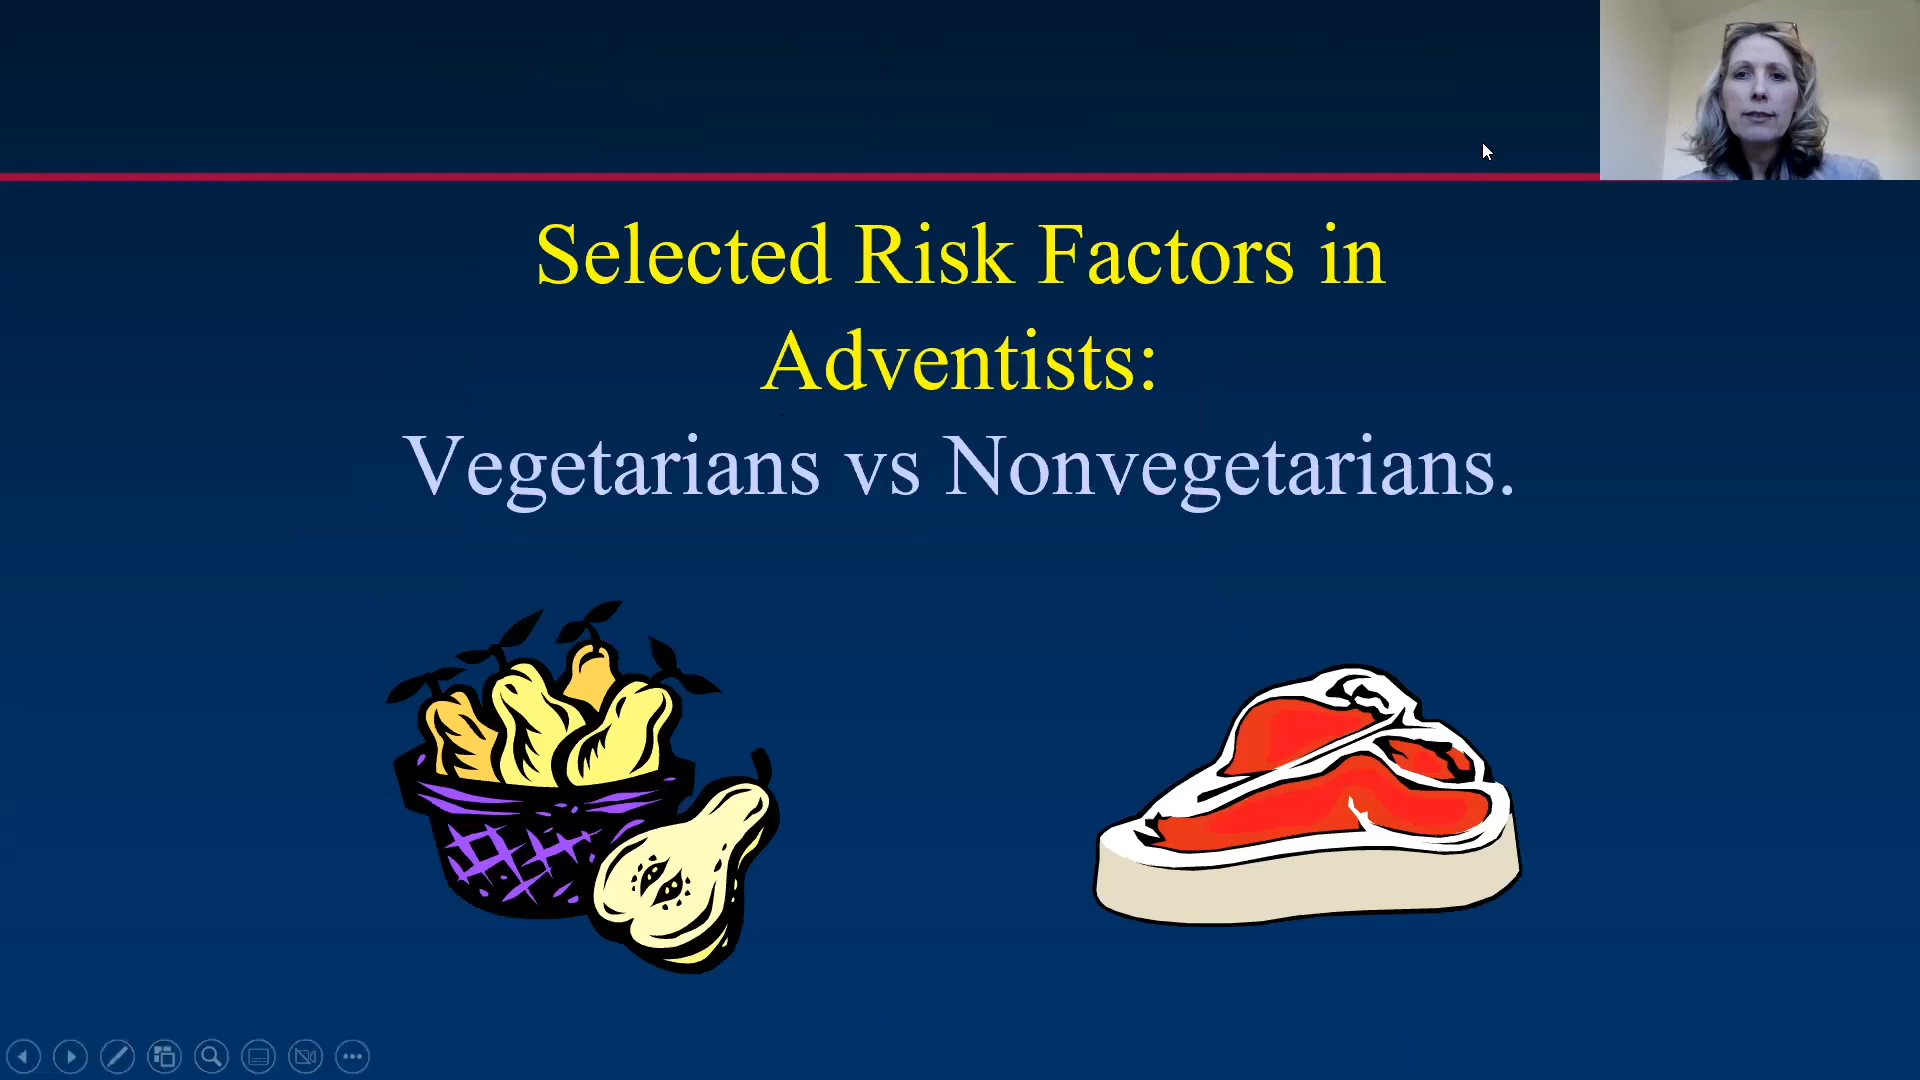 Selected Risk Factors in
Adventists:
Vegetarians vs Nonvegetarians.